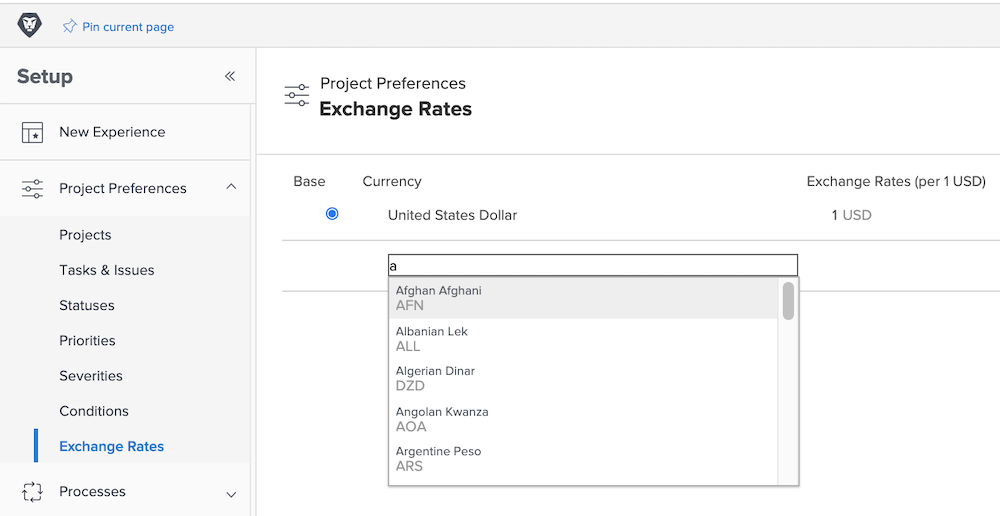 Pin current page
Setup
New Experience
Project Preferences
Projects
Tasks & Issues
Statuses
Priorities
Severities
Conditions
Exchange Rates
Processes
Project Preferences
Exchange Rates
Base Currency Exchange Rates (per 1 USD)
United States Dollar 1 USD
a
Afghan Afghani
AFN
Albanian Lek
ALL
Algerian Dinar
DZD
Angolan Kwanza
AOA
Argentine Peso
ARS